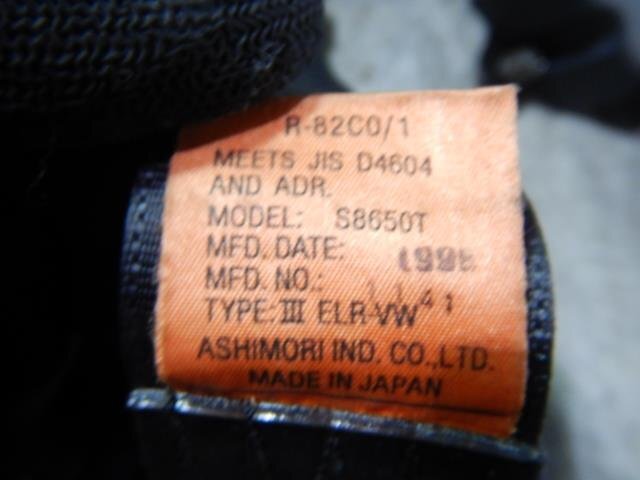 R-82C0/1
MEETS JIS D4604
AND ADR.
MODEL: S8650T
MFD. DATE:
MFD. NO.: 1141
TYPE: III ELR-VW
ASHIMORI IND. CO.,LTD.
MADE IN JAPAN